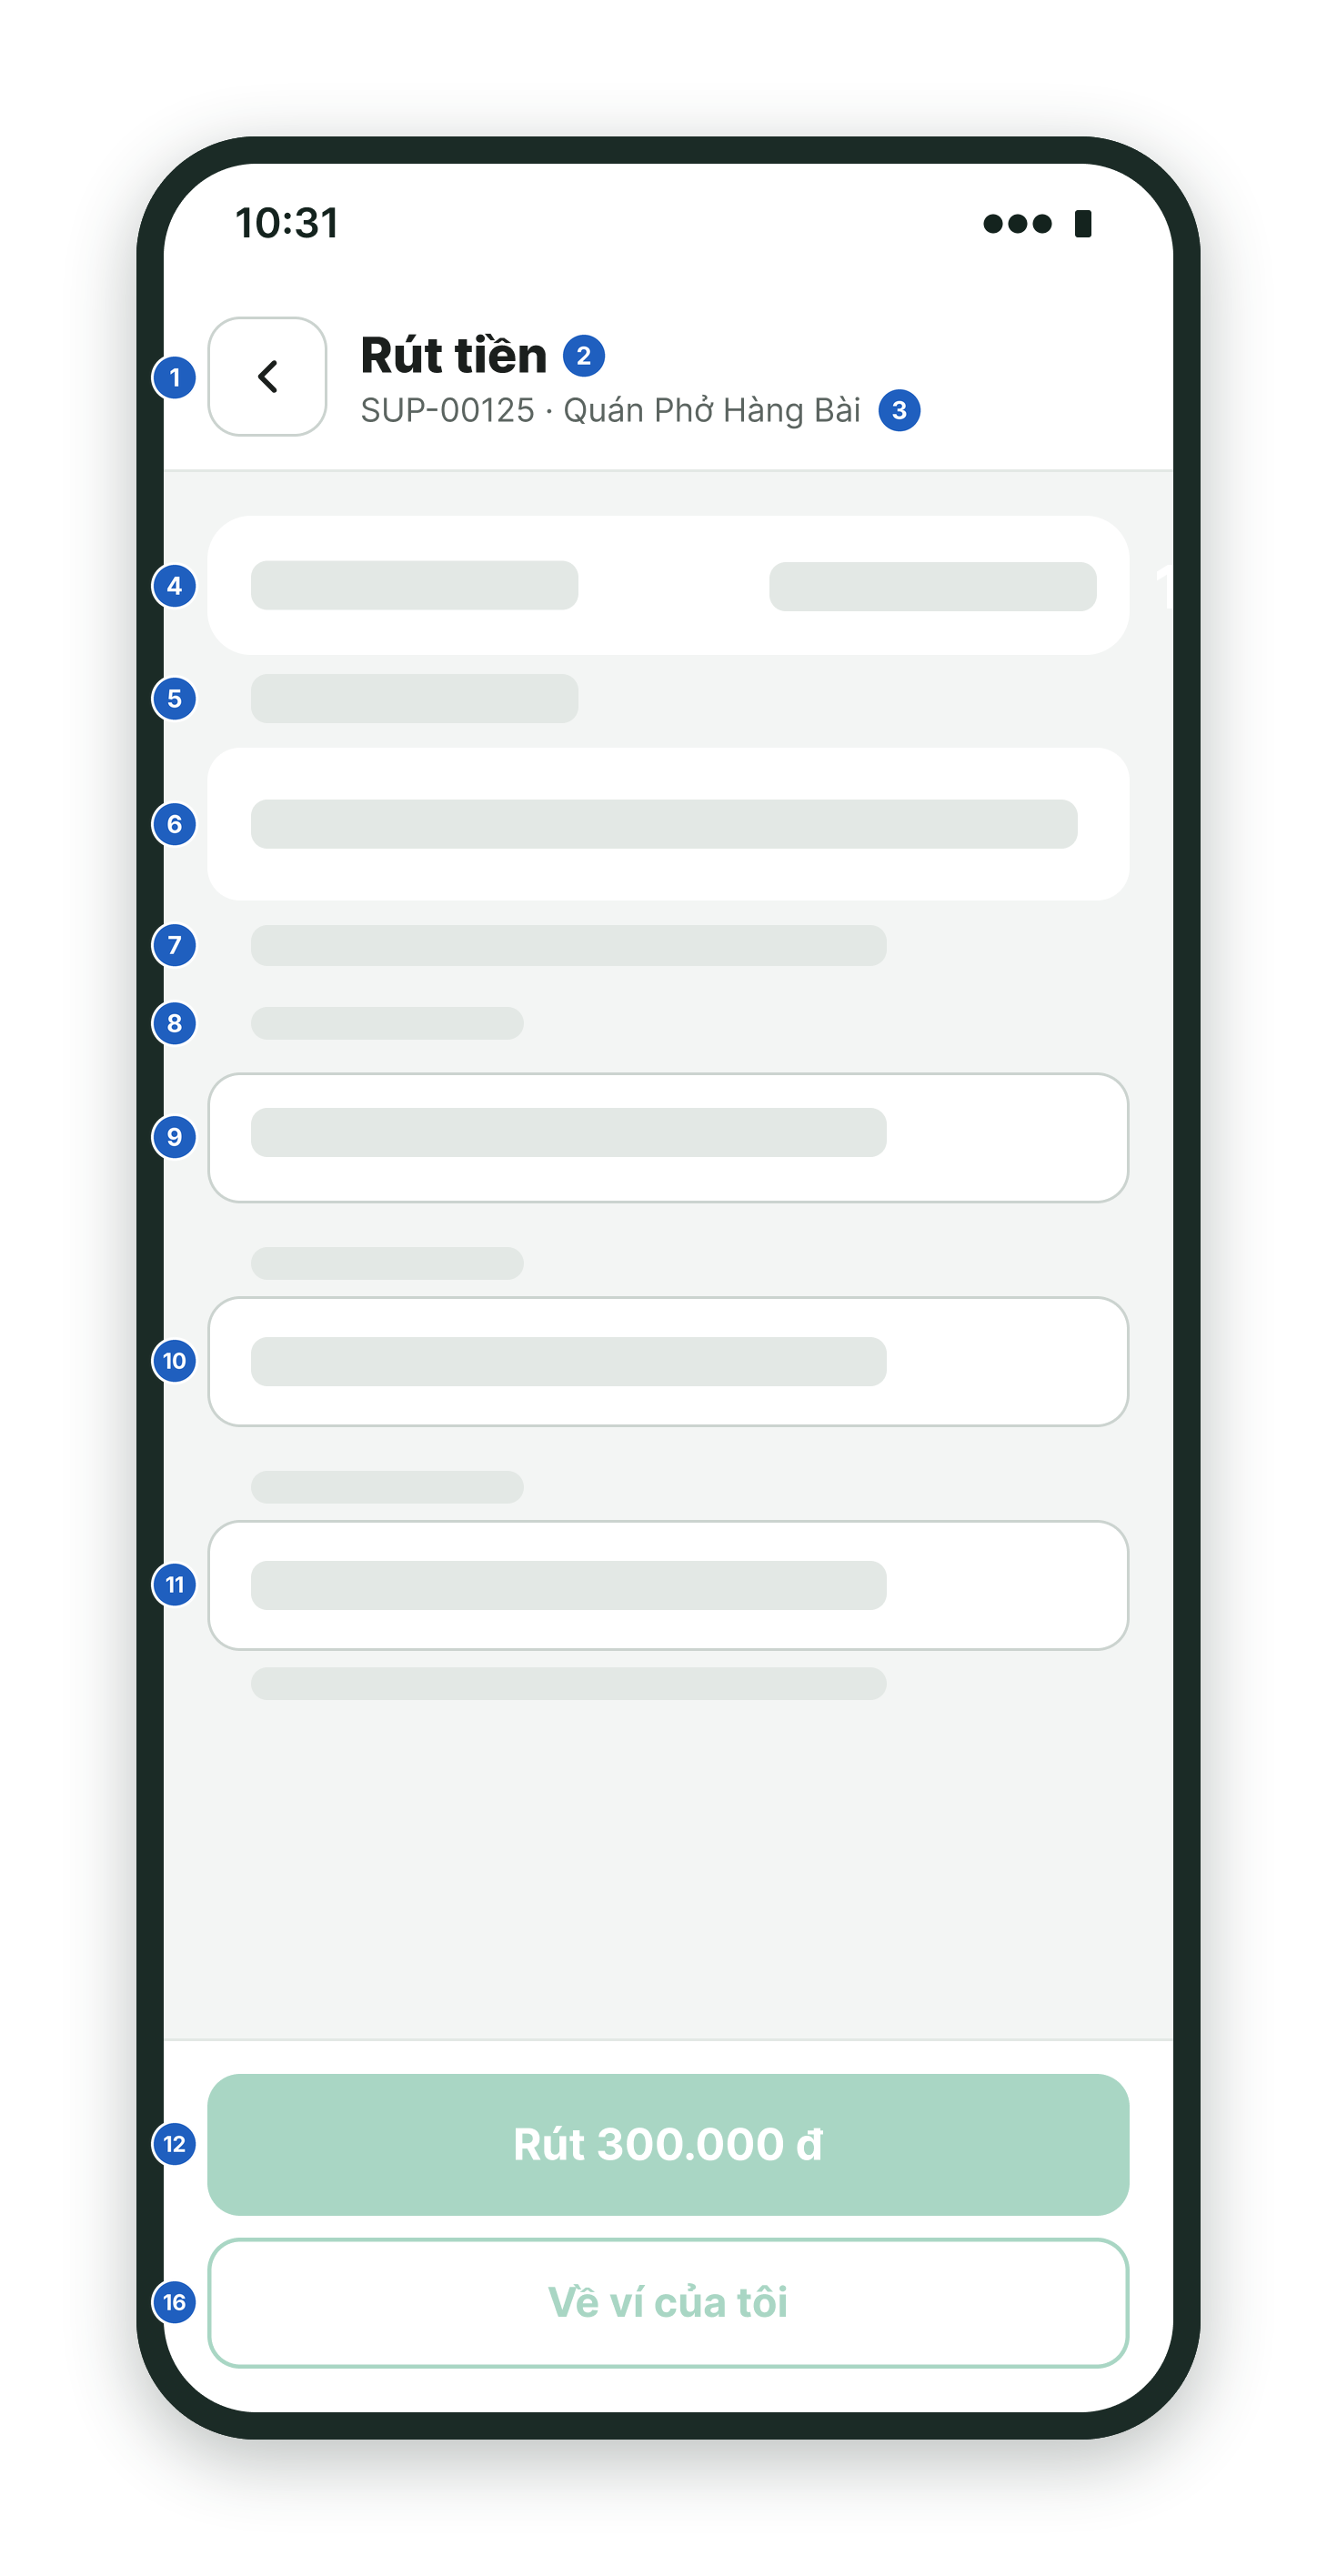 10:31
1
Rút tiền 2
SUP-00125 · Quán Phở Hàng Bài 3
4
5
6
7
8
9
10
11
12 Rút 300.000 đ
16 Về ví của tôi